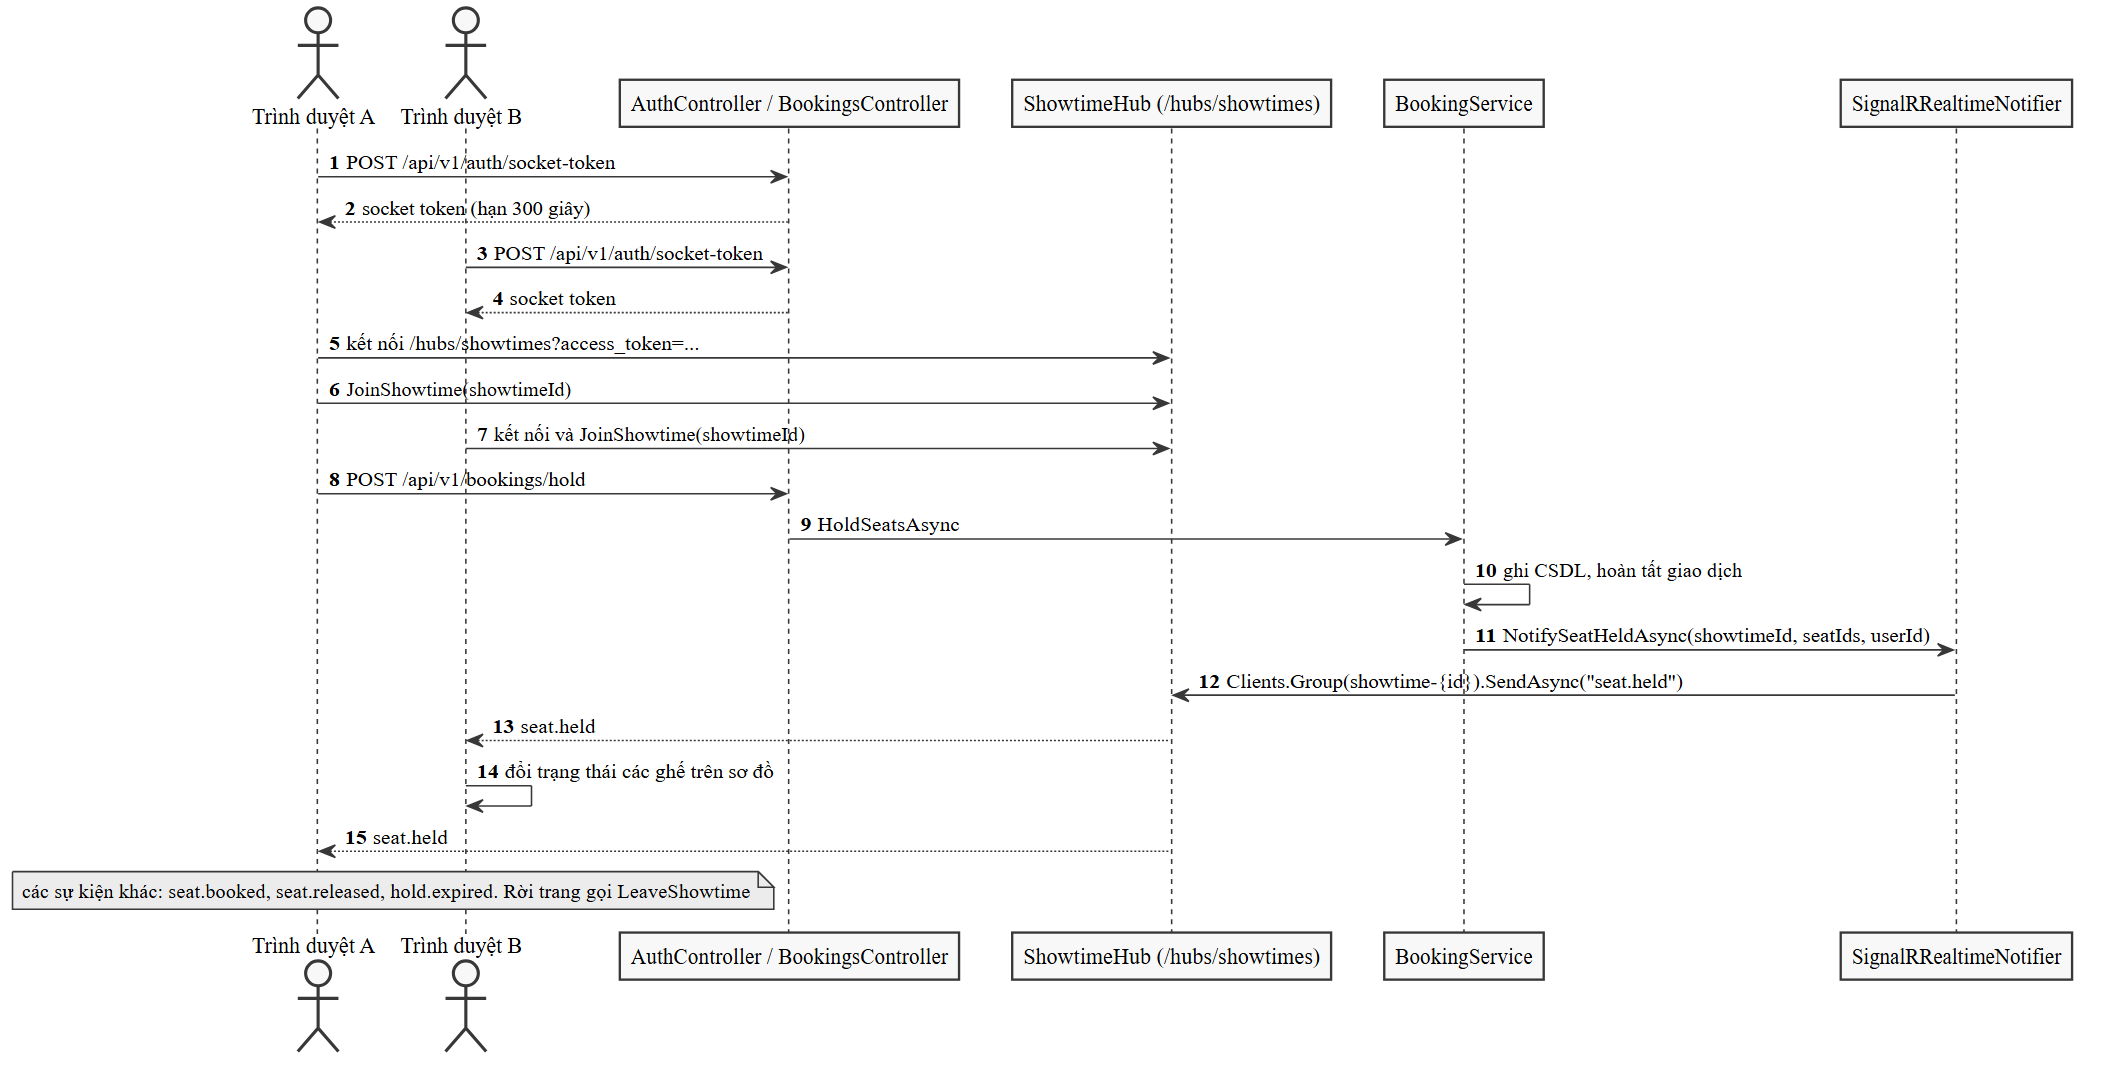 Trình duyệt A
Trình duyệt B
AuthController / BookingsController
ShowtimeHub (/hubs/showtimes)
BookingService
SignalRRealtimeNotifier
1 POST /api/v1/auth/socket-token
2 socket token (hạn 300 giây)
3 POST /api/v1/auth/socket-token
4 socket token
5 kết nối /hubs/showtimes?access_token=...
6 JoinShowtime(showtimeId)
7 kết nối và JoinShowtime(showtimeId)
8 POST /api/v1/bookings/hold
9 HoldSeatsAsync
10 ghi CSDL, hoàn tất giao dịch
11 NotifySeatHeldAsync(showtimeId, seatIds, userId)
12 Clients.Group(showtime-{id}).SendAsync("seat.held")
13 seat.held
14 đổi trạng thái các ghế trên sơ đồ
15 seat.held
các sự kiện khác: seat.booked, seat.released, hold.expired. Rời trang gọi LeaveShowtime
Trình duyệt A
Trình duyệt B
AuthController / BookingsController
ShowtimeHub (/hubs/showtimes)
BookingService
SignalRRealtimeNotifier